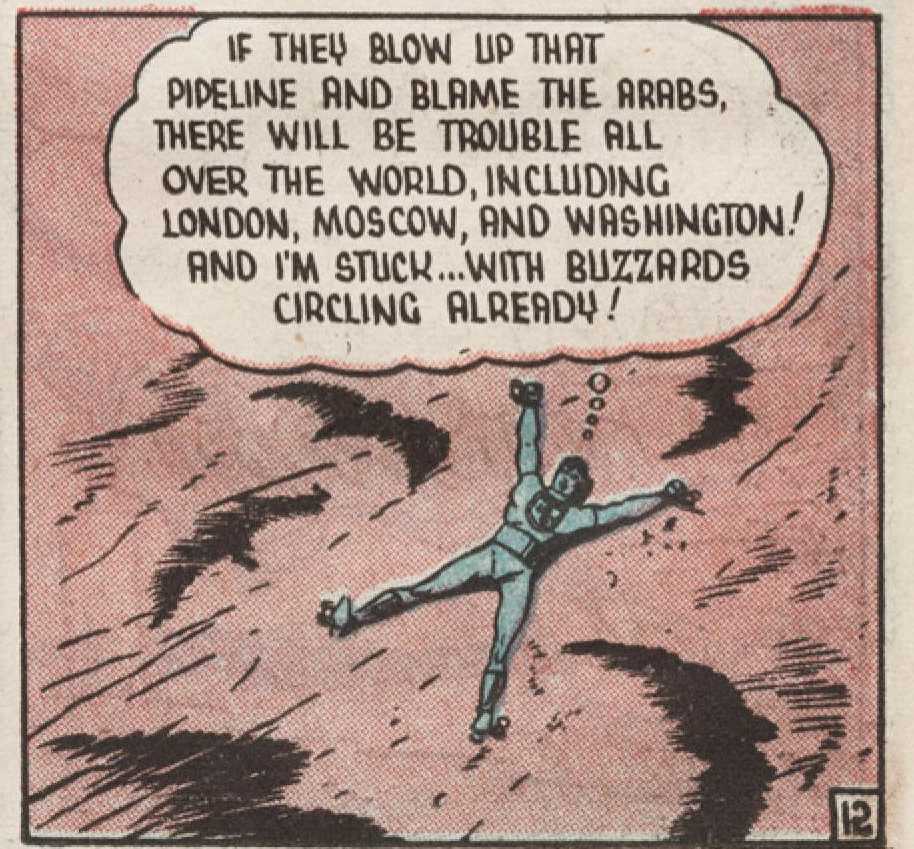 IF THEY BLOW UP THAT
PIPELINE AND BLAME THE ARABS,
THERE WILL BE TROUBLE ALL
OVER THE WORLD, INCLUDING
LONDON, MOSCOW, AND WASHINGTON!
AND I'M STUCK...WITH BUZZARDS
CIRCLING ALREADY!
12